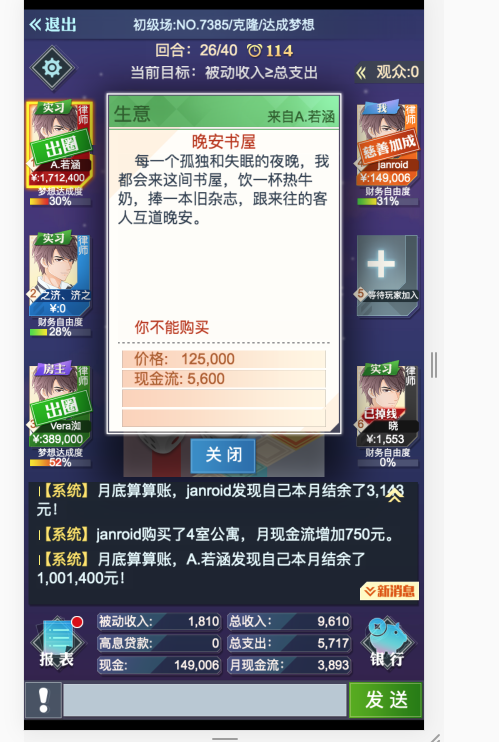 退出
初级场:NO.7385/克隆/达成梦想
回合: 26/40 114
当前目标: 被动收入≥总支出
观众:0
实习
律师
出圈
1
A.若涵
¥:1,712,400
梦想达成度
30%
我
律师
慈善加成
janroid
¥:149,006
财务自由度
31%
生意
来自A.若涵
晚安书屋
每一个孤独和失眠的夜晚，我
都会来这间书屋，饮一杯热牛
奶，捧一本旧杂志，跟来往的客
人互道晚安。
你不能购买
价格: 125,000
现金流: 5,600
关闭
实习
律师
2
之济、济之
¥:0
财务自由度
28%
5
等待玩家加入
房主
律师
出圈
3
Vera洳
¥:389,000
梦想达成度
52%
实习
律师
已掉线
6
晓
¥:1,553
财务自由度
0%
【系统】月底算算账，janroid发现自己本月结余了3,143
元!
【系统】janroid购买了4室公寓，月现金流增加750元。
【系统】月底算算账，A.若涵发现自己本月结余了
1,001,400元!
新消息
报表
被动收入: 1,810
总收入: 9,610
高息贷款: 0
总支出: 5,717
现金: 149,006
月现金流: 3,893
银行
发送